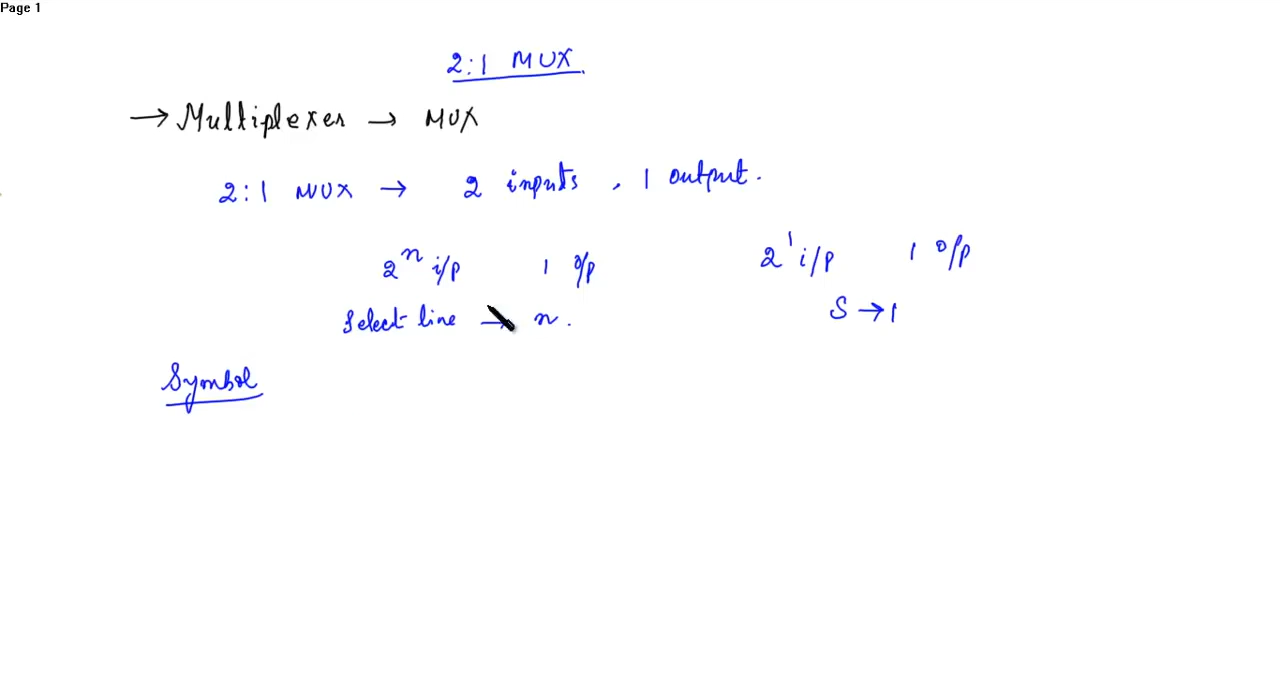 Page 1
2:1 MUX.
→ Multiplexer → MUX
2:1 MUX → 2 inputs, 1 output.
2^n i/p 1 o/p 2^1 i/p 1 o/p
Select line → n. S → 1
Symbol